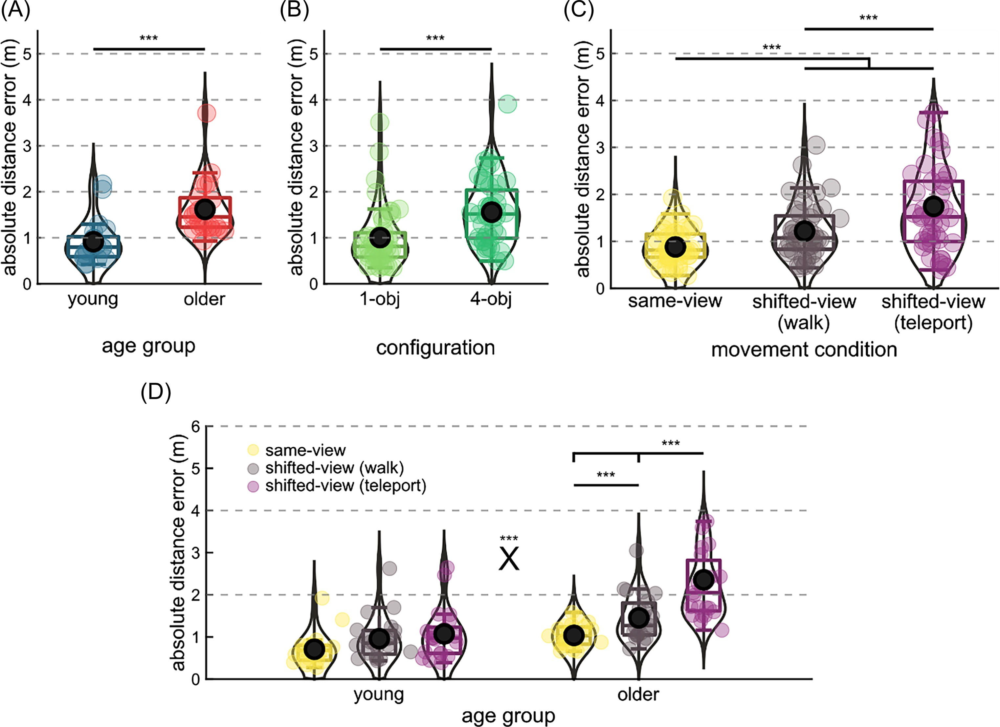 (A)
absolute distance error (m)
5
4
3
2
1
0
***
young
older
age group
(B)
absolute distance error (m)
5
4
3
2
1
0
***
1-obj
4-obj
configuration
(C)
absolute distance error (m)
5
4
3
2
1
0
***
***
same-view
shifted-view
(walk)
shifted-view
(teleport)
movement condition
(D)
absolute distance error (m)
6
5
4
3
2
1
0
same-view
shifted-view (walk)
shifted-view (teleport)
***
X
***
***
young
older
age group